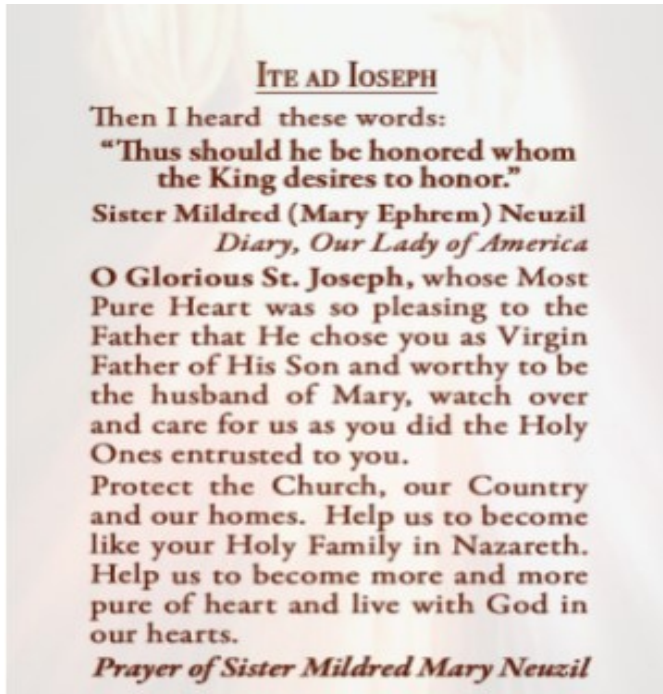 ITE AD IOSEPH
Then I heard these words:
“Thus should he be honored whom
the King desires to honor.”
Sister Mildred (Mary Ephrem) Neuzil
Diary, Our Lady of America
O Glorious St. Joseph, whose Most
Pure Heart was so pleasing to the
Father that He chose you as Virgin
Father of His Son and worthy to be
the husband of Mary, watch over
and care for us as you did the Holy
Ones entrusted to you.
Protect the Church, our Country
and our homes. Help us to become
like your Holy Family in Nazareth.
Help us to become more and more
pure of heart and live with God in
our hearts.
Prayer of Sister Mildred Mary Neuzil